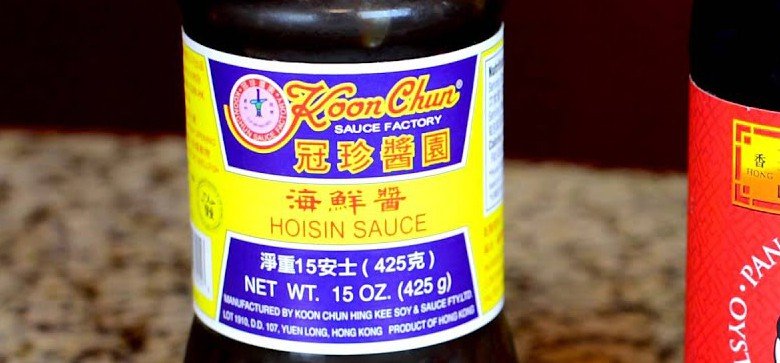 Koon Chun®
SAUCE FACTORY
冠珍醬園
海鮮醬
HOISIN SAUCE
淨重15安士(425克)
NET WT. 15 OZ. (425 g)
MANUFACTURED BY KOON CHUN HING KEE SOY & SAUCE FTY.LTD.
LOT 1910, D.D. 107, YUEN LONG, HONG KONG PRODUCT OF HONG KONG
香
HONG